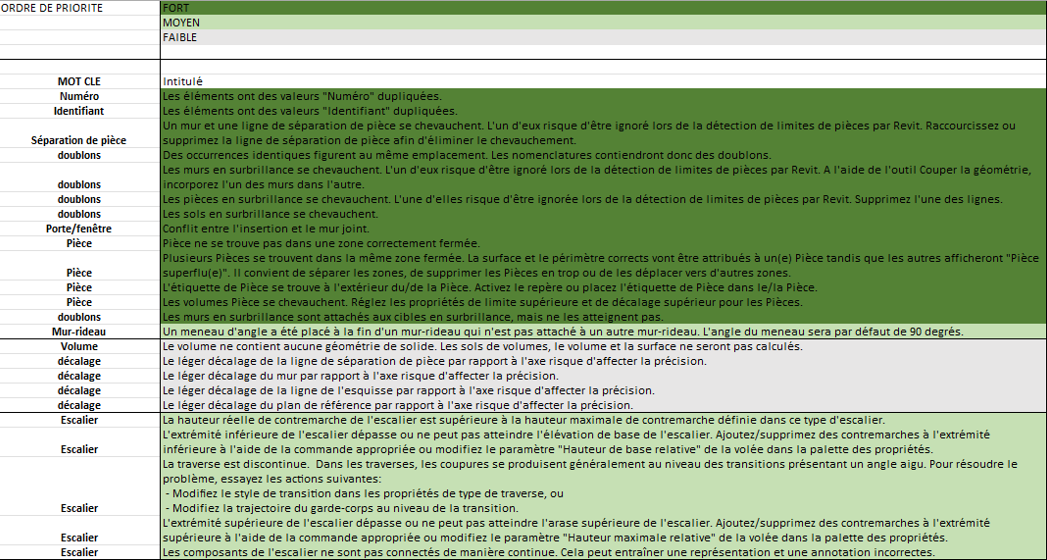 ORDRE DE PRIORITE FORT
MOYEN
FAIBLE
MOT CLE Intitulé
Numéro Les éléments ont des valeurs "Numéro" dupliquées.
Identifiant Les éléments ont des valeurs "Identifiant" dupliquées.
Un mur et une ligne de séparation de pièce se chevauchent. L'un d'eux risque d'être ignoré lors de la détection de limites de pièces par Revit. Raccourcissez ou
Séparation de pièce supprimez la ligne de séparation de pièce afin d'éliminer le chevauchement.
doublons Des occurrences identiques figurent au même emplacement. Les nomenclatures contiendront donc des doublons.
Les murs en surbrillance se chevauchent. L'un d'eux risque d'être ignoré lors de la détection de limites de pièces par Revit. A l'aide de l'outil Couper la géométrie,
doublons incorporez l'un des murs dans l'autre.
doublons Les pièces en surbrillance se chevauchent. L'une d'elles risque d'être ignorée lors de la détection de limites de pièces par Revit. Supprimez l'une des lignes.
doublons Les sols en surbrillance se chevauchent.
Porte/fenêtre Conflit entre l'insertion et le mur joint.
Pièce Pièce ne se trouve pas dans une zone correctement fermée.
Plusieurs Pièces se trouvent dans la même zone fermée. La surface et le périmètre corrects vont être attribués à un(e) Pièce tandis que les autres afficheront "Pièce
Pièce superflu(e)". Il convient de séparer les zones, de supprimer les Pièces en trop ou de les déplacer vers d'autres zones.
Pièce L'étiquette de Pièce se trouve à l'extérieur du/de la Pièce. Activez le repère ou placez l'étiquette de Pièce dans le/la Pièce.
Pièce Les volumes Pièce se chevauchent. Réglez les propriétés de limite supérieure et de décalage supérieur pour les Pièces.
doublons Les murs en surbrillance sont attachés aux cibles en surbrillance, mais ne les atteignent pas.
Mur-rideau Un meneau d'angle a été placé à la fin d'un mur-rideau qui n'est pas attaché à un autre mur-rideau. L'angle du meneau sera par défaut de 90 degrés.
Volume Le volume ne contient aucune géométrie de solide. Les sols de volumes, le volume et la surface ne seront pas calculés.
décalage Le léger décalage de la ligne de séparation de pièce par rapport à l'axe risque d'affecter la précision.
décalage Le léger décalage du mur par rapport à l'axe risque d'affecter la précision.
décalage Le léger décalage de la ligne de l'esquisse par rapport à l'axe risque d'affecter la précision.
décalage Le léger décalage du plan de référence par rapport à l'axe risque d'affecter la précision.
Escalier La hauteur réelle de contremarche de l'escalier est supérieure à la hauteur maximale de contremarche définie dans ce type d'escalier.
L'extrémité inférieure de l'escalier dépasse ou ne peut pas atteindre l'élévation de base de l'escalier. Ajoutez/supprimez des contremarches à l'extrémité
Escalier inférieure à l'aide de la commande appropriée ou modifiez le paramètre "Hauteur de base relative" de la volée dans la palette des propriétés.
La traverse est discontinue. Dans les traverses, les coupures se produisent généralement au niveau des transitions présentant un angle aigu. Pour résoudre le
problème, essayez les actions suivantes:
- Modifiez le style de transition dans les propriétés de type de traverse, ou
Escalier - Modifiez la trajectoire du garde-corps au niveau de la transition.
L'extrémité supérieure de l'escalier dépasse ou ne peut pas atteindre l'arase supérieure de l'escalier. Ajoutez/supprimez des contremarches à l'extrémité
Escalier supérieure à l'aide de la commande appropriée ou modifiez le paramètre "Hauteur maximale relative" de la volée dans la palette des propriétés.
Escalier Les composants de l'escalier ne sont pas connectés de manière continue. Cela peut entraîner une représentation et une annotation incorrectes.